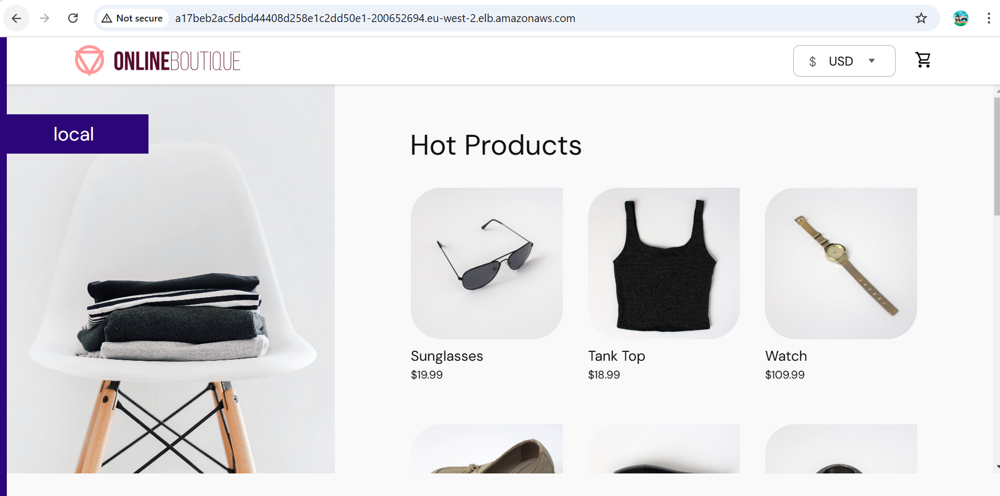 Not secure a17beb2ac5dbd44408d258e1c2dd50e1-200652694.eu-west-2.elb.amazonaws.com
ONLINEBOUTIQUE
$ USD
local
Hot Products
Sunglasses
$19.99
Tank Top
$18.99
Watch
$109.99